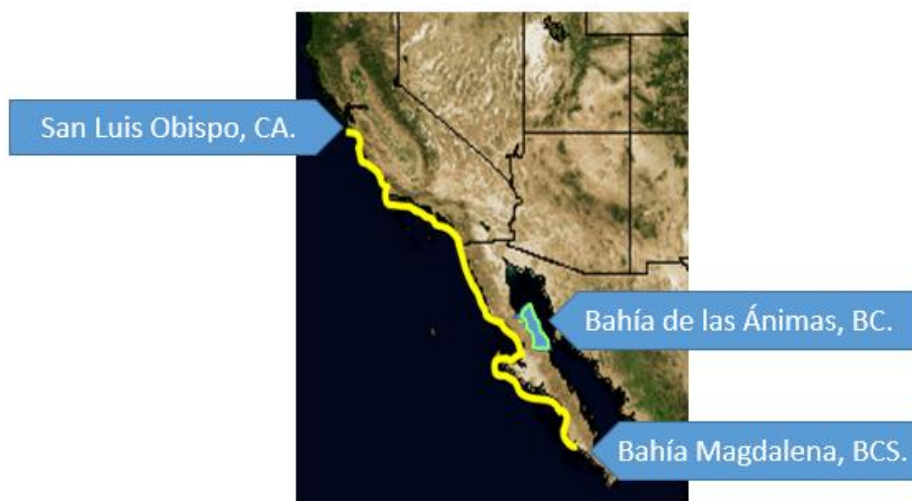 San Luis Obispo, CA.
Bahía de las Ánimas, BC.
Bahía Magdalena, BCS.